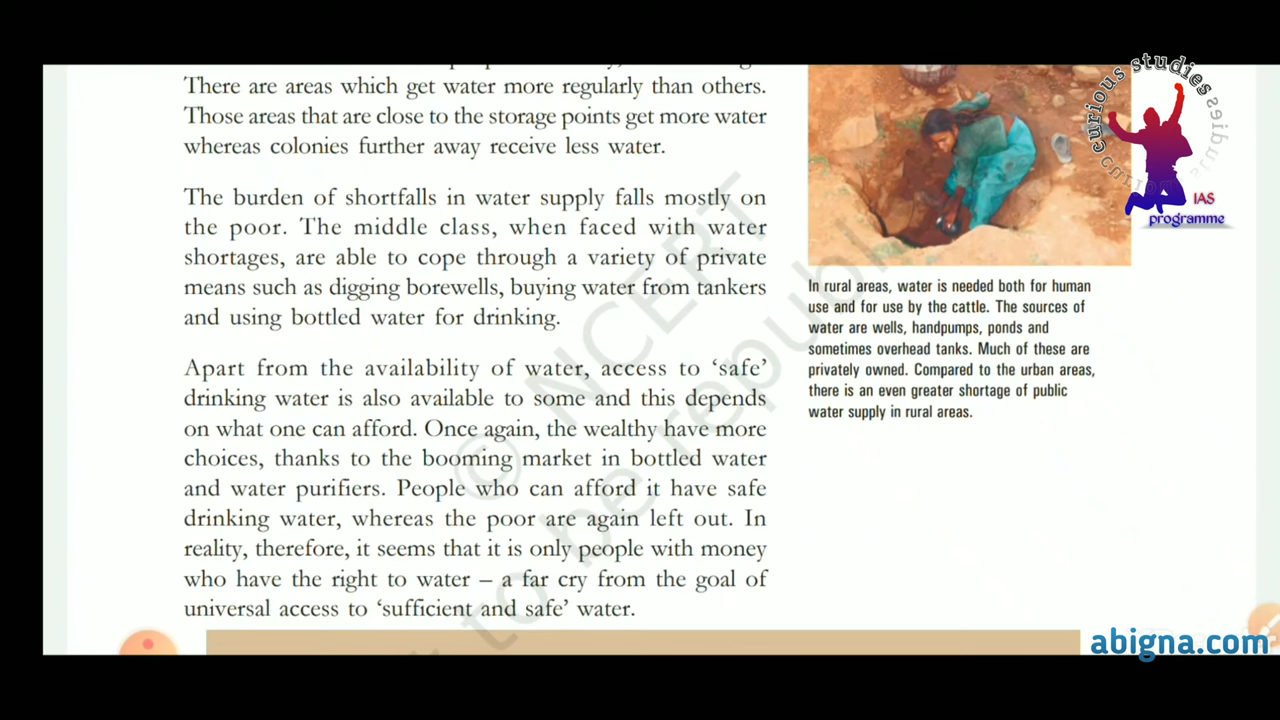 There are areas which get water more regularly than others.
Those areas that are close to the storage points get more water
whereas colonies further away receive less water.
The burden of shortfalls in water supply falls mostly on
the poor. The middle class, when faced with water
shortages, are able to cope through a variety of private
means such as digging borewells, buying water from tankers
and using bottled water for drinking.
Apart from the availability of water, access to ‘safe’
drinking water is also available to some and this depends
on what one can afford. Once again, the wealthy have more
choices, thanks to the booming market in bottled water
and water purifiers. People who can afford it have safe
drinking water, whereas the poor are again left out. In
reality, therefore, it seems that it is only people with money
who have the right to water – a far cry from the goal of
universal access to ‘sufficient and safe’ water.
In rural areas, water is needed both for human
use and for use by the cattle. The sources of
water are wells, handpumps, ponds and
sometimes overhead tanks. Much of these are
privately owned. Compared to the urban areas,
there is an even greater shortage of public
water supply in rural areas.
© NCERT
to be republi
curious studies
IAS
programme
abigna.com